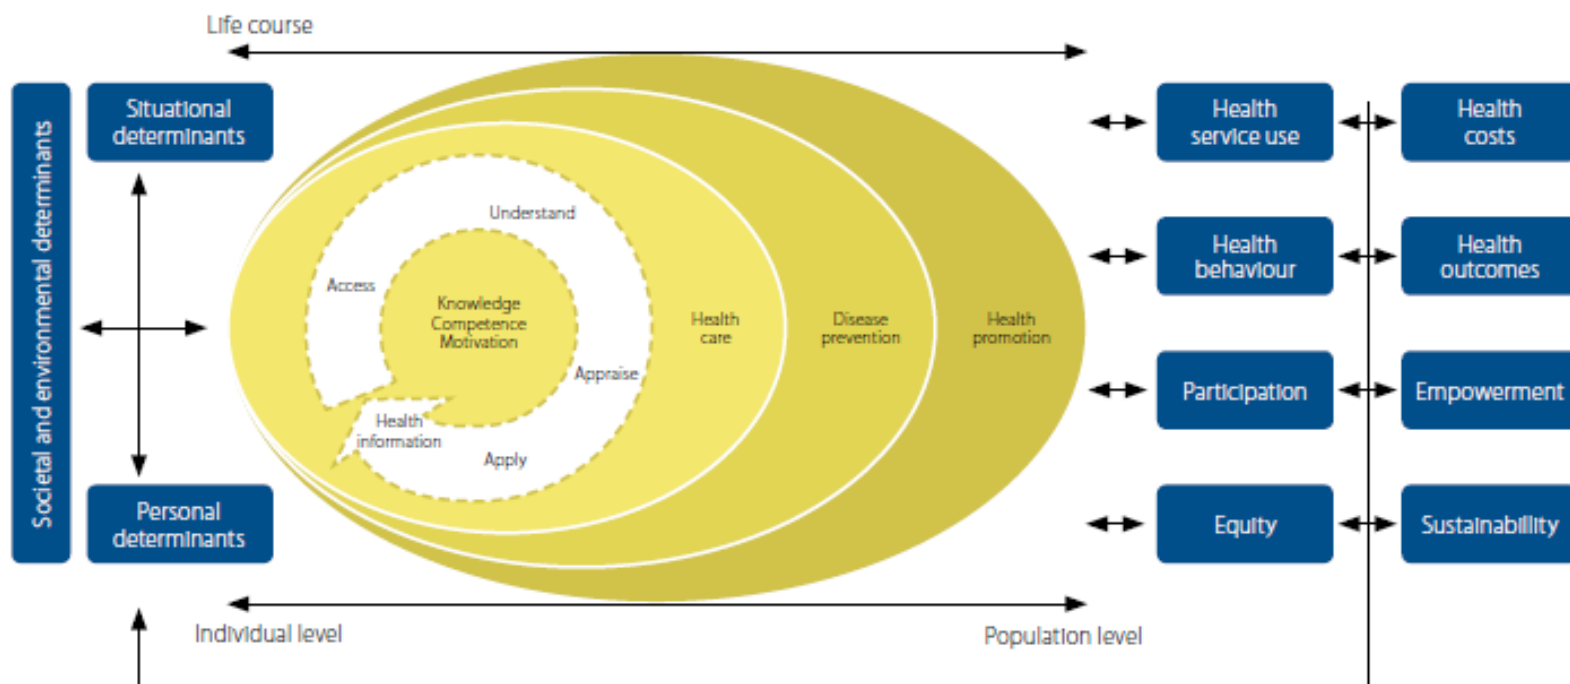 Life course
Societal and environmental determinants
Situational
determinants
Personal
determinants
Understand
Access
Knowledge
Competence
Motivation
Appraise
Health
information
Apply
Health
care
Disease
prevention
Health
promotion
Health
service use
Health
costs
Health
behaviour
Health
outcomes
Participation
Empowerment
Equity
Sustainabillity
Individual level
Population level